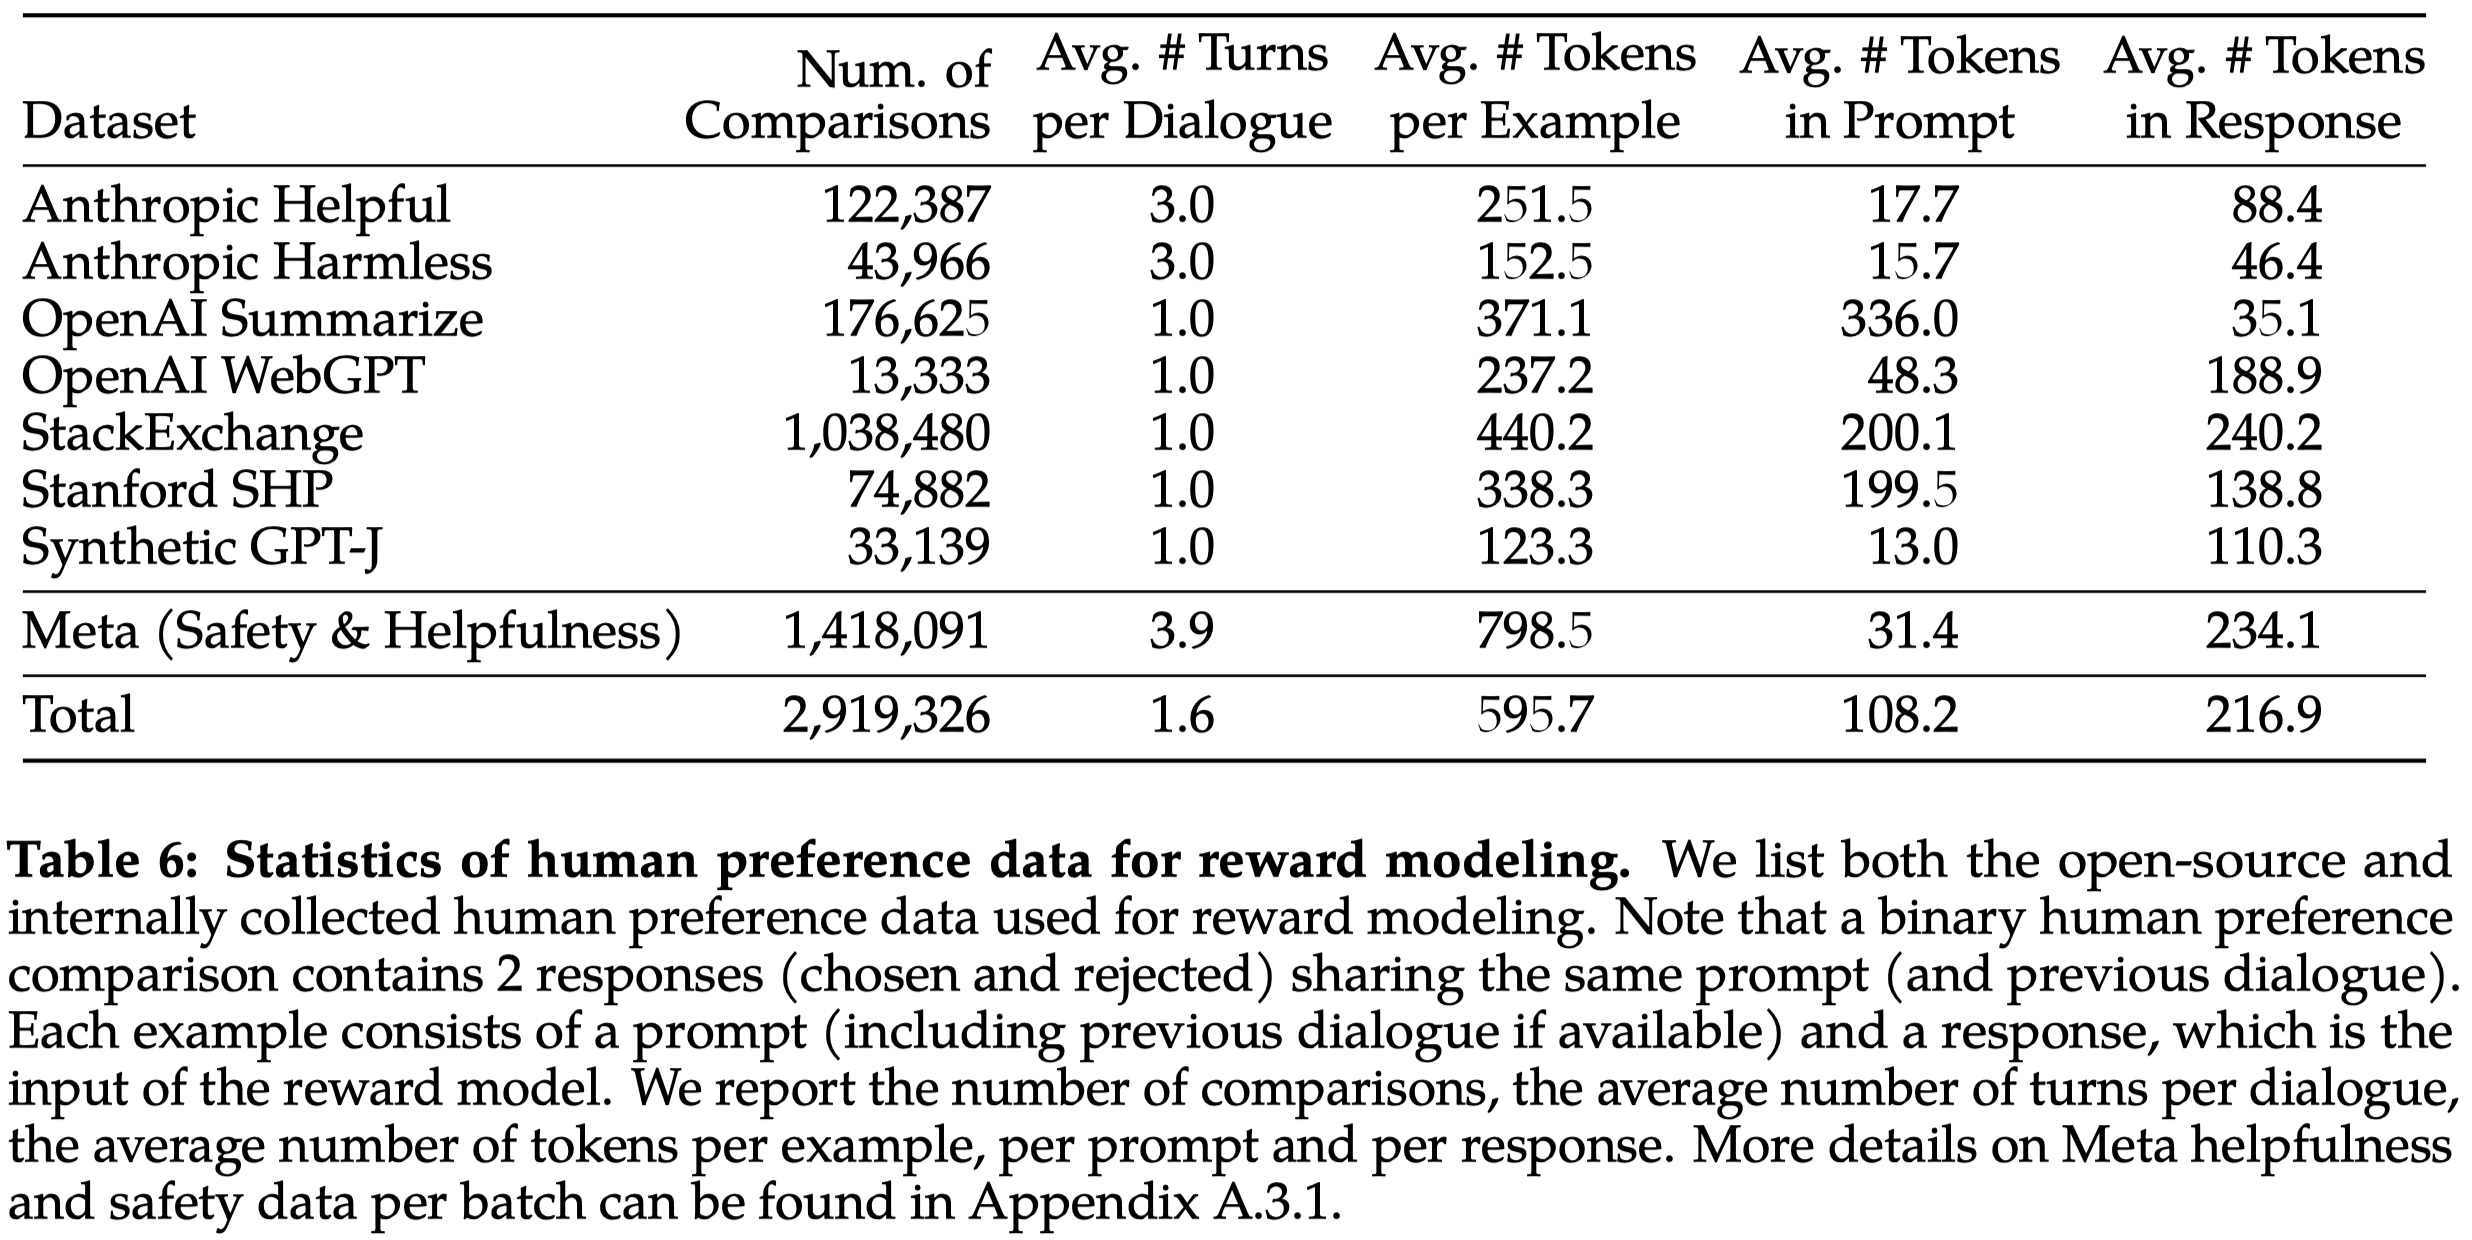 Dataset Num. of Comparisons Avg. # Turns per Dialogue Avg. # Tokens per Example Avg. # Tokens in Prompt Avg. # Tokens in Response
Anthropic Helpful 122,387 3.0 251.5 17.7 88.4
Anthropic Harmless 43,966 3.0 152.5 15.7 46.4
OpenAI Summarize 176,625 1.0 371.1 336.0 35.1
OpenAI WebGPT 13,333 1.0 237.2 48.3 188.9
StackExchange 1,038,480 1.0 440.2 200.1 240.2
Stanford SHP 74,882 1.0 338.3 199.5 138.8
Synthetic GPT-J 33,139 1.0 123.3 13.0 110.3
Meta (Safety & Helpfulness) 1,418,091 3.9 798.5 31.4 234.1
Total 2,919,326 1.6 595.7 108.2 216.9
Table 6: Statistics of human preference data for reward modeling. We list both the open-source and
internally collected human preference data used for reward modeling. Note that a binary human preference
comparison contains 2 responses (chosen and rejected) sharing the same prompt (and previous dialogue).
Each example consists of a prompt (including previous dialogue if available) and a response, which is the
input of the reward model. We report the number of comparisons, the average number of turns per dialogue,
the average number of tokens per example, per prompt and per response. More details on Meta helpfulness
and safety data per batch can be found in Appendix A.3.1.